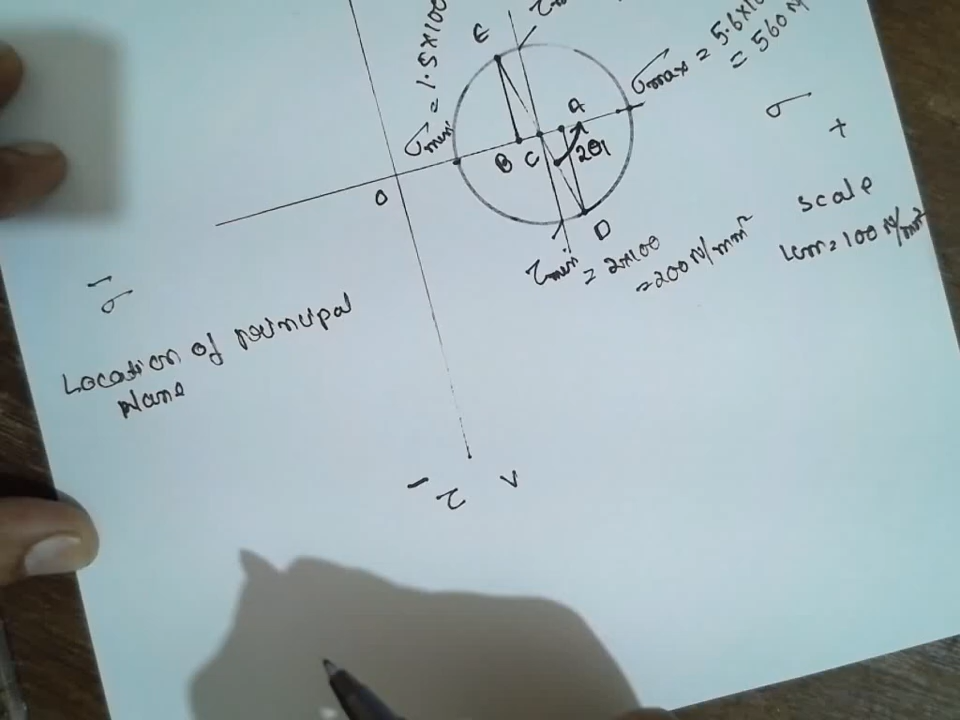 E
σmax = 5.6×10
= 560 N
σmin = 1.5×100
A
σ
+
B C
2θ1
O
D
scale
1cm = 100 N/mm²
τmin = 2×100
= 200 N/mm²
-
σ
Location of principal
plane
- τ